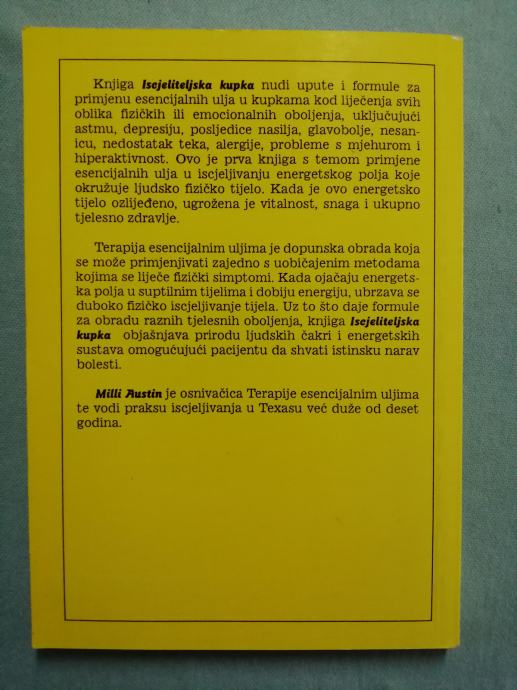 Knjiga Iscjeliteljska kupka nudi upute i formule za
primjenu esencijalnih ulja u kupkama kod liječenja svih
oblika fizičkih ili emocionalnih oboljenja, uključujući
astmu, depresiju, posljedice nasilja, glavobolje, nesan-
icu, nedostatak teka, alergije, probleme s mjehurom i
hiperaktivnost. Ovo je prva knjiga s temom primjene
esencijalnih ulja u iscjeljivanju energetskog polja koje
okružuje ljudsko fizičko tijelo. Kada je ovo energetsko
tijelo ozlijeđeno, ugrožena je vitalnost, snaga i ukupno
tjelesno zdravlje.
Terapija esencijalnim uljima je dopunska obrada koja
se može primjenjivati zajedno s uobičajenim metodama
kojima se liječe fizički simptomi. Kada ojačaju energets-
ka polja u suptilnim tijelima i dobiju energiju, ubrzava se
duboko fizičko iscjeljivanje tijela. Uz to što daje formule
za obradu raznih tjelesnih oboljenja, knjiga Iscjeliteljska
kupka objašnjava prirodu ljudskih čakri i energetskih
sustava omogućujući pacijentu da shvati istinsku narav
bolesti.
Milli Austin je osnivačica Terapije esencijalnim uljima
te vodi praksu iscjeljivanja u Texasu već duže od deset
godina.